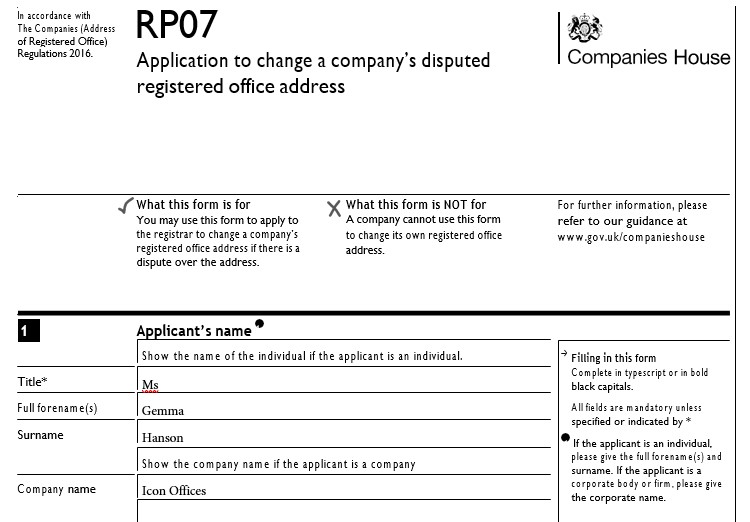 In accordance with
The Companies (Address
of Registered Office)
Regulations 2016.
RP07
Application to change a company's disputed
registered office address
Companies House
What this form is for
You may use this form to apply to
the registrar to change a company's
registered office address if there is a
dispute over the address.
What this form is NOT for
A company cannot use this form
to change its own registered office
address.
For further information, please
refer to our guidance at
www.gov.uk/companieshouse
1
Applicant's name
Show the name of the individual if the applicant is an individual.
Title* Ms
Full forename(s) Gemma
Surname Hanson
Show the company name if the applicant is a company
Company name Icon Offices
→ Filling in this form
Complete in typescript or in bold
black capitals.
All fields are mandatory unless
specified or indicated by *
If the applicant is an individual,
please give the full forename(s) and
surname. If the applicant is a
corporate body or firm, please give
the corporate name.